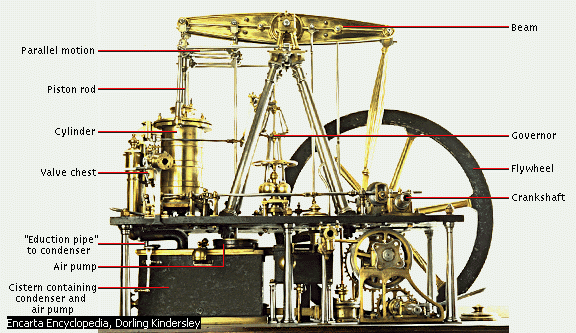 Beam
Parallel motion
Piston rod
Cylinder
Governor
Valve chest
Flywheel
Crankshaft
"Eduction pipe"
to condenser
Air pump
Cistern containing
condenser and
air pump
Encarta Encyclopedia, Dorling Kindersley